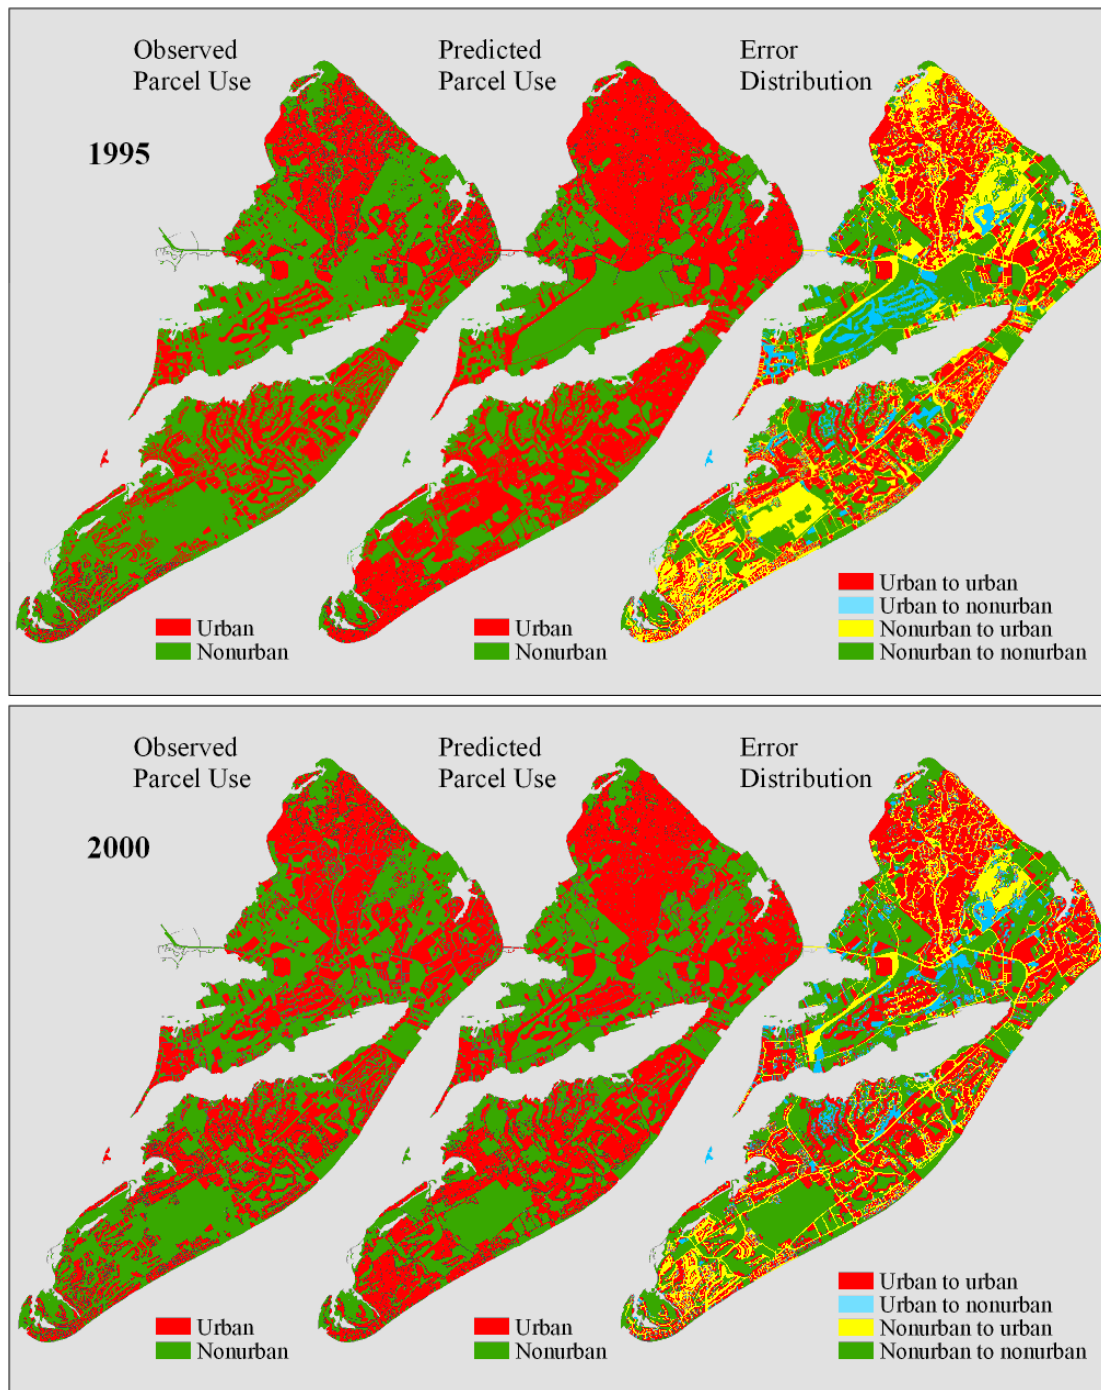 Observed
Parcel Use
Predicted
Parcel Use
Error
Distribution
1995
Urban
Nonurban
Urban
Nonurban
Urban to urban
Urban to nonurban
Nonurban to urban
Nonurban to nonurban
Observed
Parcel Use
Predicted
Parcel Use
Error
Distribution
2000
Urban
Nonurban
Urban
Nonurban
Urban to urban
Urban to nonurban
Nonurban to urban
Nonurban to nonurban